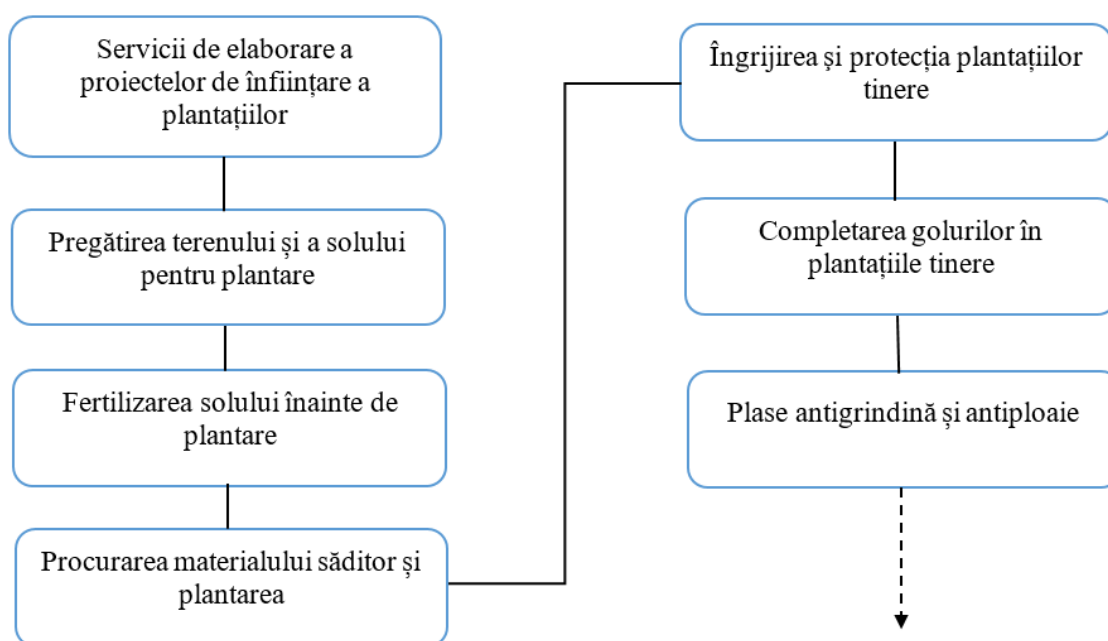 Servicii de elaborare a
proiectelor de înființare a
plantațiilor
Pregătirea terenului și a solului
pentru plantare
Fertilizarea solului înainte de
plantare
Procurarea materialului săditor și
plantarea
Îngrijirea şi protecția plantațiilor
tinere
Completarea golurilor în
plantațiile tinere
Plase antigrindină și antiploaie